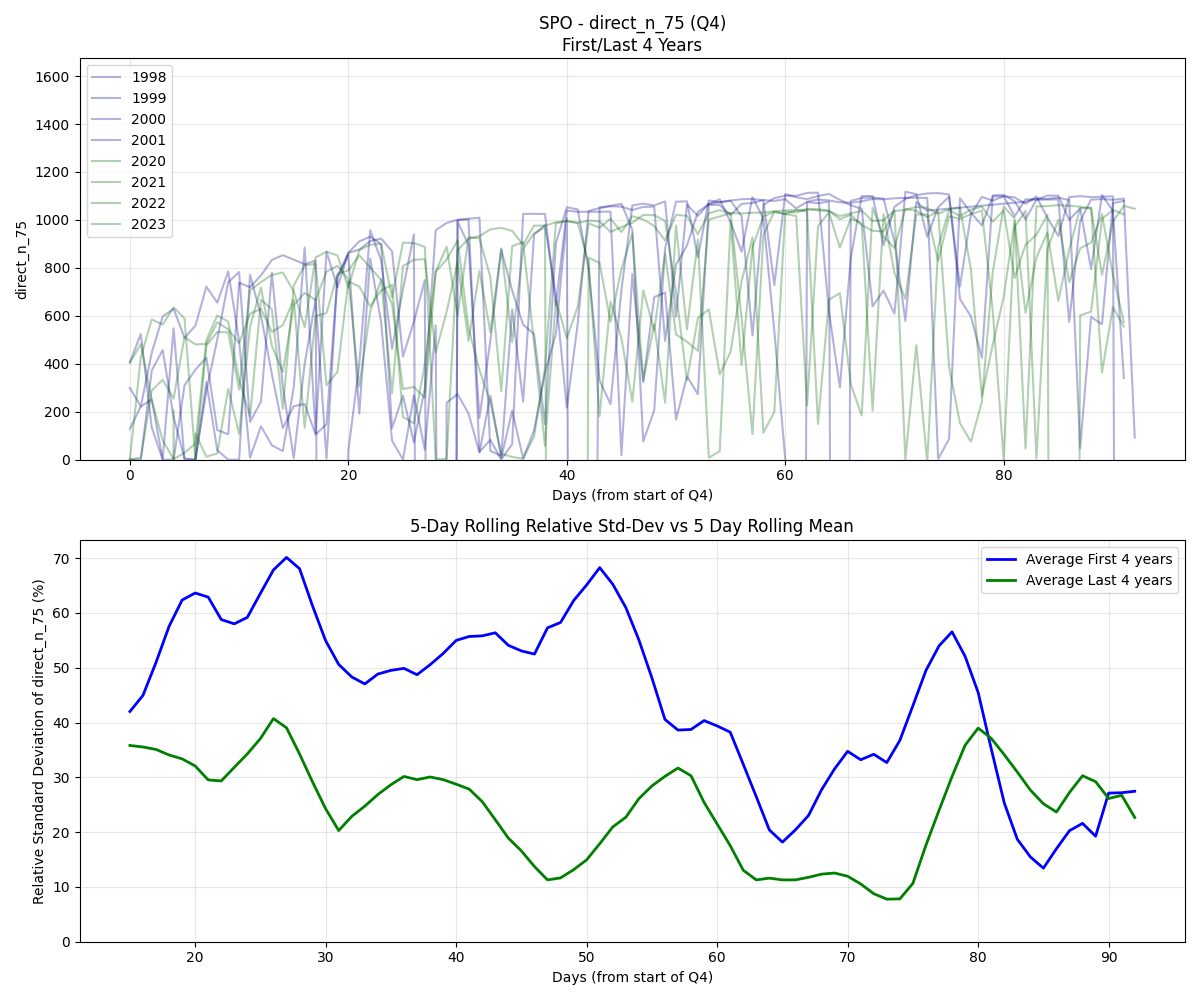 SPO - direct_n_75 (Q4)
First/Last 4 Years
direct_n_75
1600
1400
1200
1000
800
600
400
200
0
1998
1999
2000
2001
2020
2021
2022
2023
0 20 40 60 80
Days (from start of Q4)
5-Day Rolling Relative Std-Dev vs 5 Day Rolling Mean
Relative Standard Deviation of direct_n_75 (%)
70
60
50
40
30
20
10
0
Average First 4 years
Average Last 4 years
20 30 40 50 60 70 80 90
Days (from start of Q4)